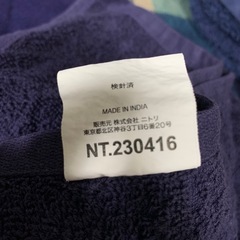 検針済
MADE IN INDIA
販売元 株式会社 ニトリ
東京都北区神谷3丁目6番20号
NT.230416